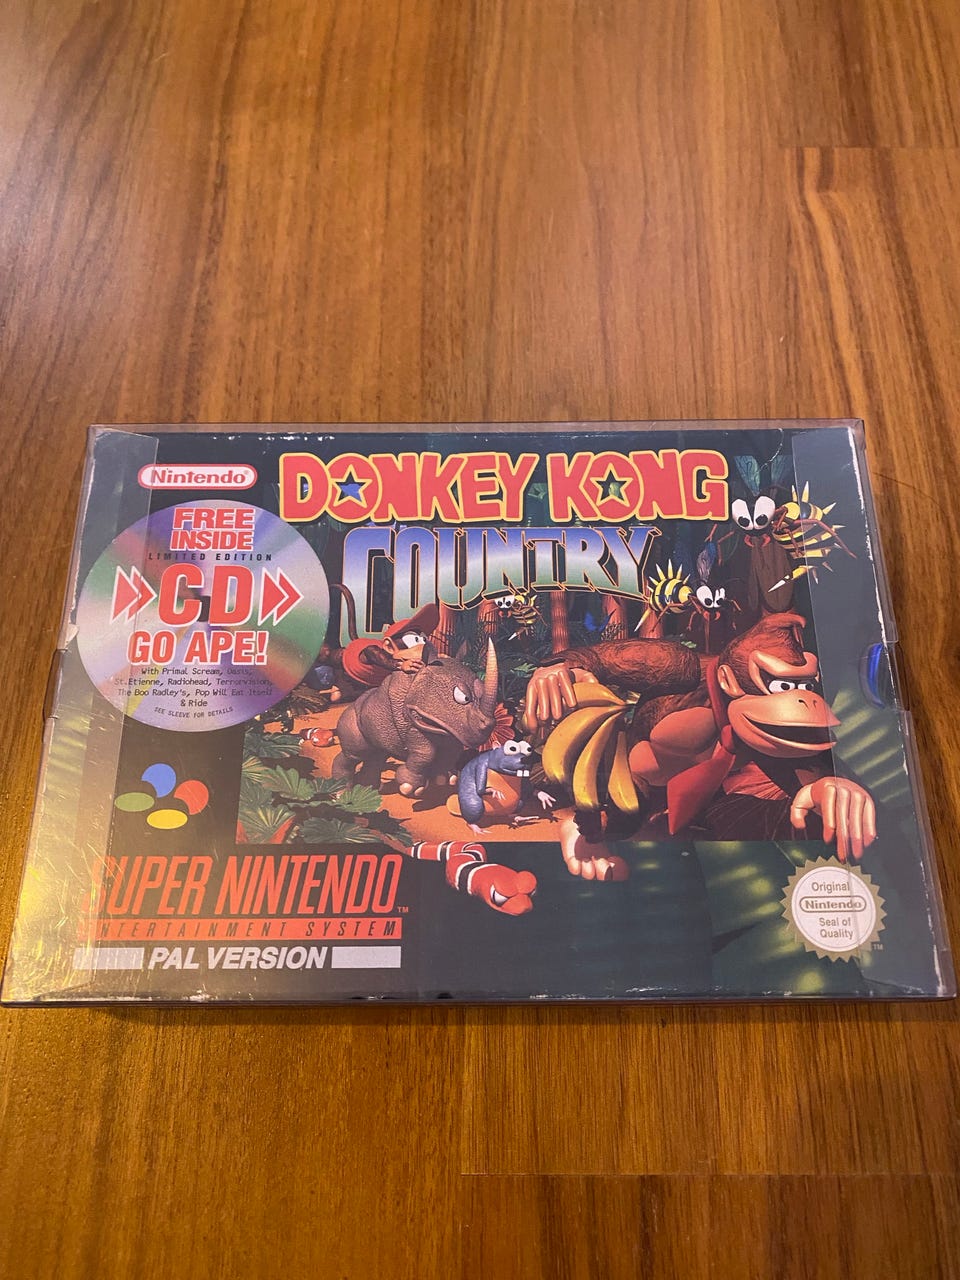 Nintendo®
DONKEY KONG
COUNTRY
FREE
INSIDE
LIMITED EDITION
CD
GO APE!
With Primal Scream, Oasis,
St.Etienne, Radiohead, Terrorvision,
The Boo Radley's, Pop Will Eat Itself
& Ride
SEE SLEEVE FOR DETAILS
SUPER NINTENDO™
ENTERTAINMENT SYSTEM
PAL VERSION
Original
Nintendo
Seal of
Quality
TM